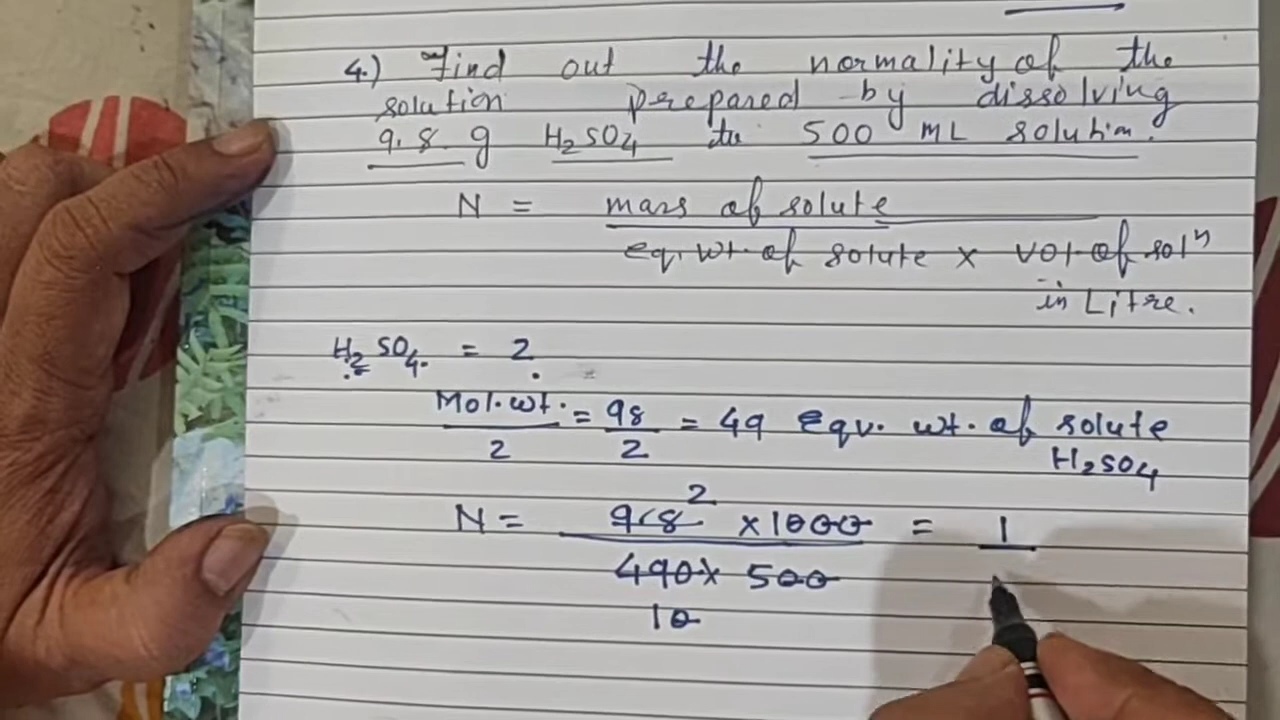 4.) Find out the normality of the
solution prepared by dissolving
9.8 g H₂SO₄ to 500 ML solution.
N = mass of solute
eq. wt. of solute × Vol. of solⁿ
in Litre.
H₂SO₄. = 2.
Mol. wt. / 2 = 98 / 2 = 49 Eqv. wt. of solute
H₂SO₄
2
N = 9.8 × 1000 = 1
490 × 500
10